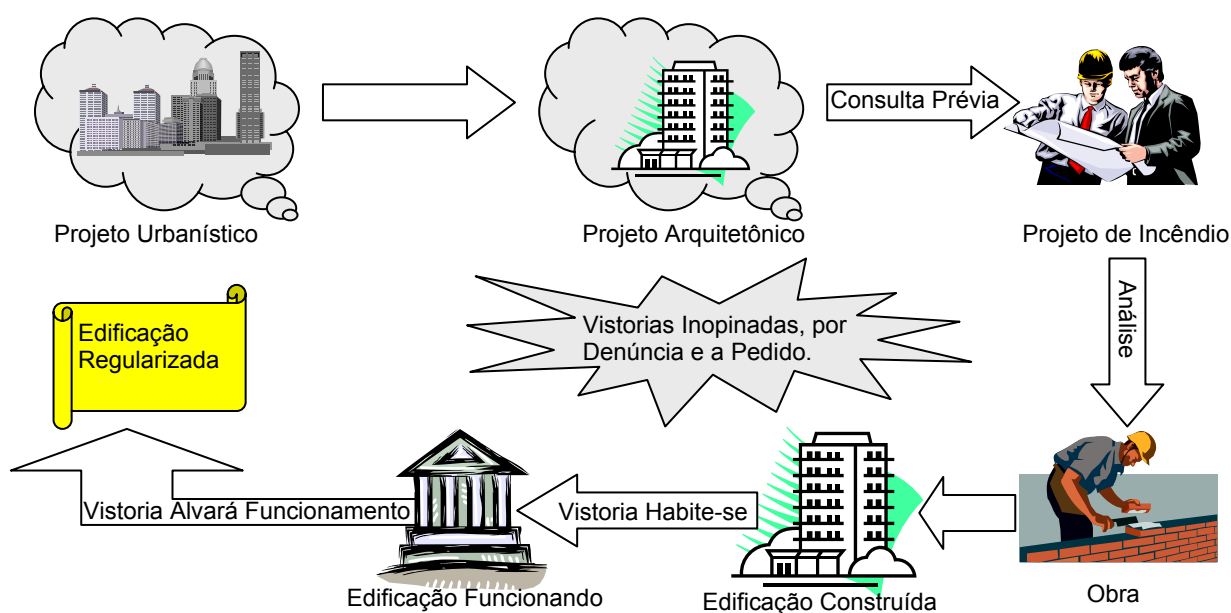 Consulta Prévia
Projeto Urbanístico
Projeto Arquitetônico
Projeto de Incêndio
Análise
Edificação
Regularizada
Vistorias Inopinadas, por
Denúncia e a Pedido.
Vistoria Alvará Funcionamento
Vistoria Habite-se
Edificação Funcionando
Edificação Construída
Obra